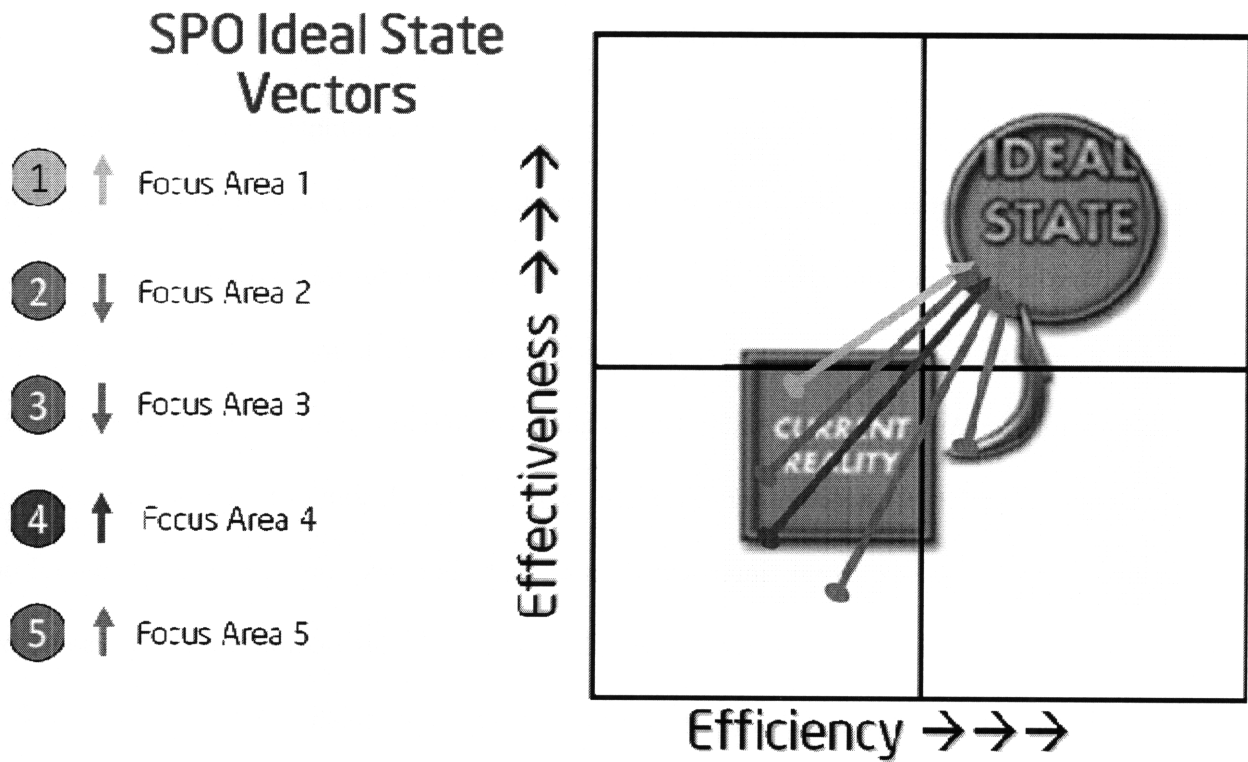 SPO Ideal State
Vectors
1 Focus Area 1
2 Focus Area 2
3 Focus Area 3
4 Focus Area 4
5 Focus Area 5
Effectiveness →→→
IDEAL
STATE
CURRENT
REALITY
Efficiency →→→